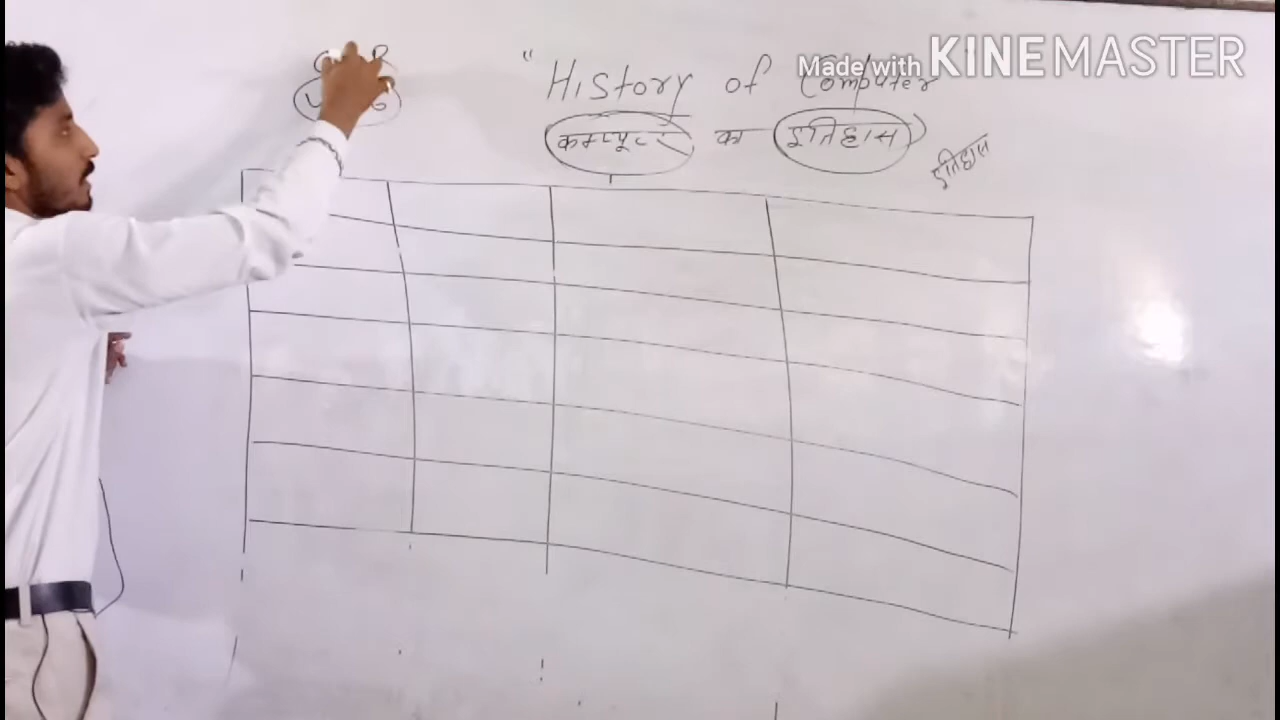 Made with KINEMASTER
" History of Computer
कम्प्यूटर का इतिहास)
इतिहास